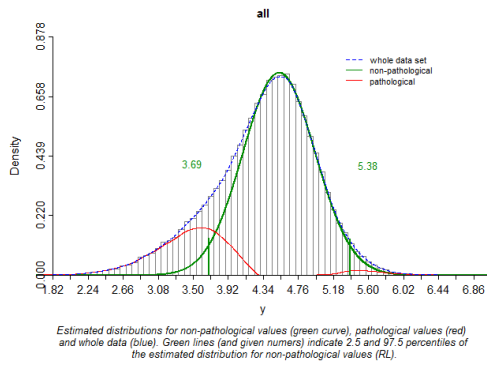 all
whole data set
non-pathological
pathological
Density
0.000 0.220 0.439 0.658 0.878
3.69
5.38
1.82 2.24 2.66 3.08 3.50 3.92 4.34 4.76 5.18 5.60 6.02 6.44 6.86
y
Estimated distributions for non-pathological values (green curve), pathological values (red)
and whole data (blue). Green lines (and given numers) indicate 2.5 and 97.5 percentiles of
the estimated distribution for non-pathological values (RL).